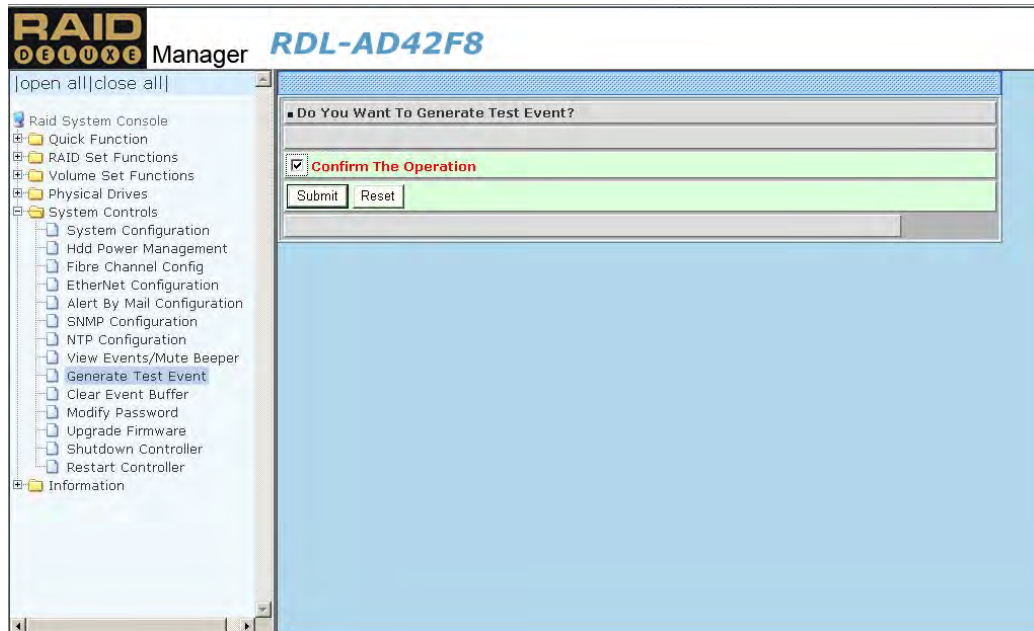 RAID
DELUXE Manager
RDL-AD42F8
|open all|close all|
Raid System Console
Quick Function
RAID Set Functions
Volume Set Functions
Physical Drives
System Controls
System Configuration
Hdd Power Management
Fibre Channel Config
EtherNet Configuration
Alert By Mail Configuration
SNMP Configuration
NTP Configuration
View Events/Mute Beeper
Generate Test Event
Clear Event Buffer
Modify Password
Upgrade Firmware
Shutdown Controller
Restart Controller
Information
Do You Want To Generate Test Event?
Confirm The Operation
Submit Reset